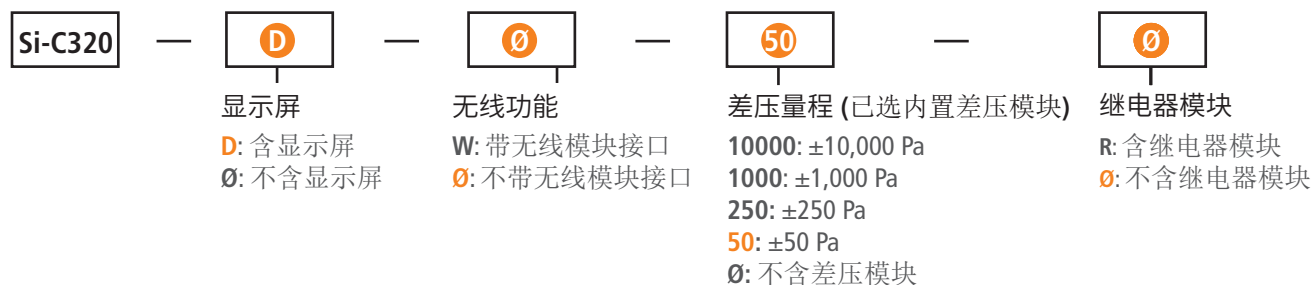 Si-C320 — D — Ø — 50 — Ø
显示屏
D: 含显示屏
Ø: 不含显示屏
无线功能
W: 带无线模块接口
Ø: 不带无线模块接口
差压量程 (已选内置差压模块)
10000: ±10,000 Pa
1000: ±1,000 Pa
250: ±250 Pa
50: ±50 Pa
Ø: 不含差压模块
继电器模块
R: 含继电器模块
Ø: 不含继电器模块